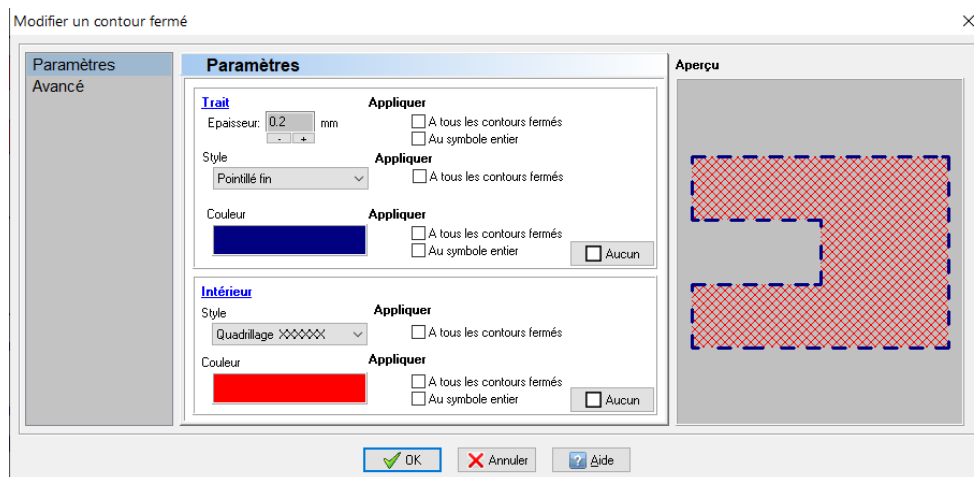 Modifier un contour fermé
Paramètres
Avancé
Paramètres
Trait
Appliquer
Epaisseur: 0.2 mm
- +
A tous les contours fermés
Au symbole entier
Style
Appliquer
Pointillé fin
A tous les contours fermés
Couleur
Appliquer
A tous les contours fermés
Au symbole entier
Aucun
Intérieur
Style
Appliquer
Quadrillage XXXXXX
A tous les contours fermés
Couleur
Appliquer
A tous les contours fermés
Au symbole entier
Aucun
Aperçu
OK
Annuler
Aide